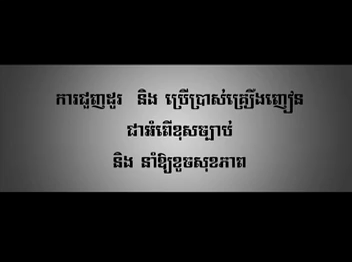 ការជួញដូរ និង ប្រើប្រាស់គ្រឿងញៀន
ជាអំពើខុសច្បាប់
និង នាំឱ្យខូចសុខភាព